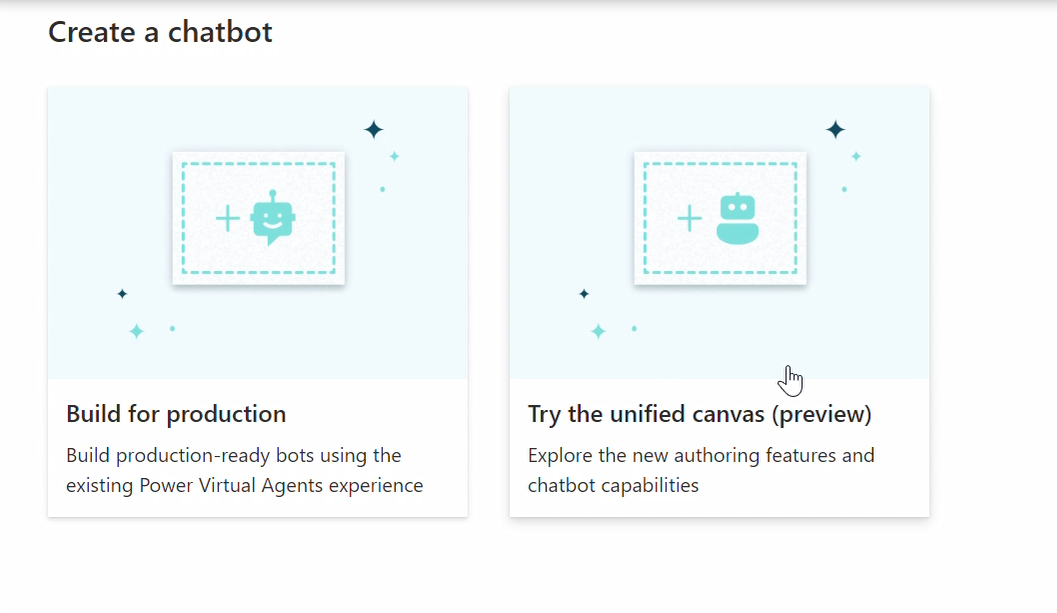 Create a chatbot
Build for production
Build production-ready bots using the
existing Power Virtual Agents experience
Try the unified canvas (preview)
Explore the new authoring features and
chatbot capabilities